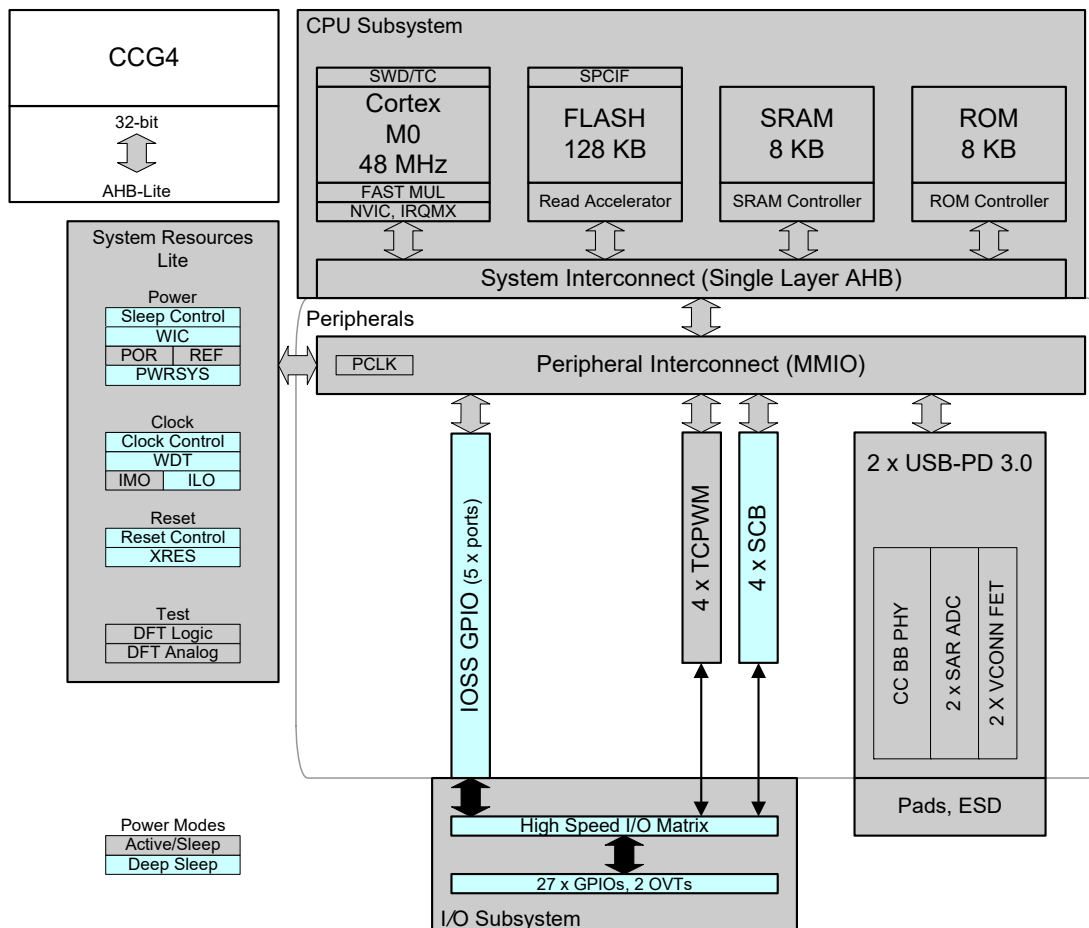 CCG4
32-bit
AHB-Lite
CPU Subsystem
SWD/TC
Cortex
M0
48 MHz
FAST MUL
NVIC, IRQMX
SPCIF
FLASH
128 KB
Read Accelerator
SRAM
8 KB
SRAM Controller
ROM
8 KB
ROM Controller
System Interconnect (Single Layer AHB)
System Resources
Lite
Power
Sleep Control
WIC
POR REF
PWRSYS
Clock
Clock Control
WDT
IMO ILO
Reset
Reset Control
XRES
Test
DFT Logic
DFT Analog
Peripherals
PCLK
Peripheral Interconnect (MMIO)
IOSS GPIO (5 x ports)
4 x TCPWM
4 x SCB
2 x USB-PD 3.0
CC BB PHY
2 x SAR ADC
2 X VCONN FET
Pads, ESD
High Speed I/O Matrix
27 x GPIOs, 2 OVTs
I/O Subsystem
Power Modes
Active/Sleep
Deep Sleep